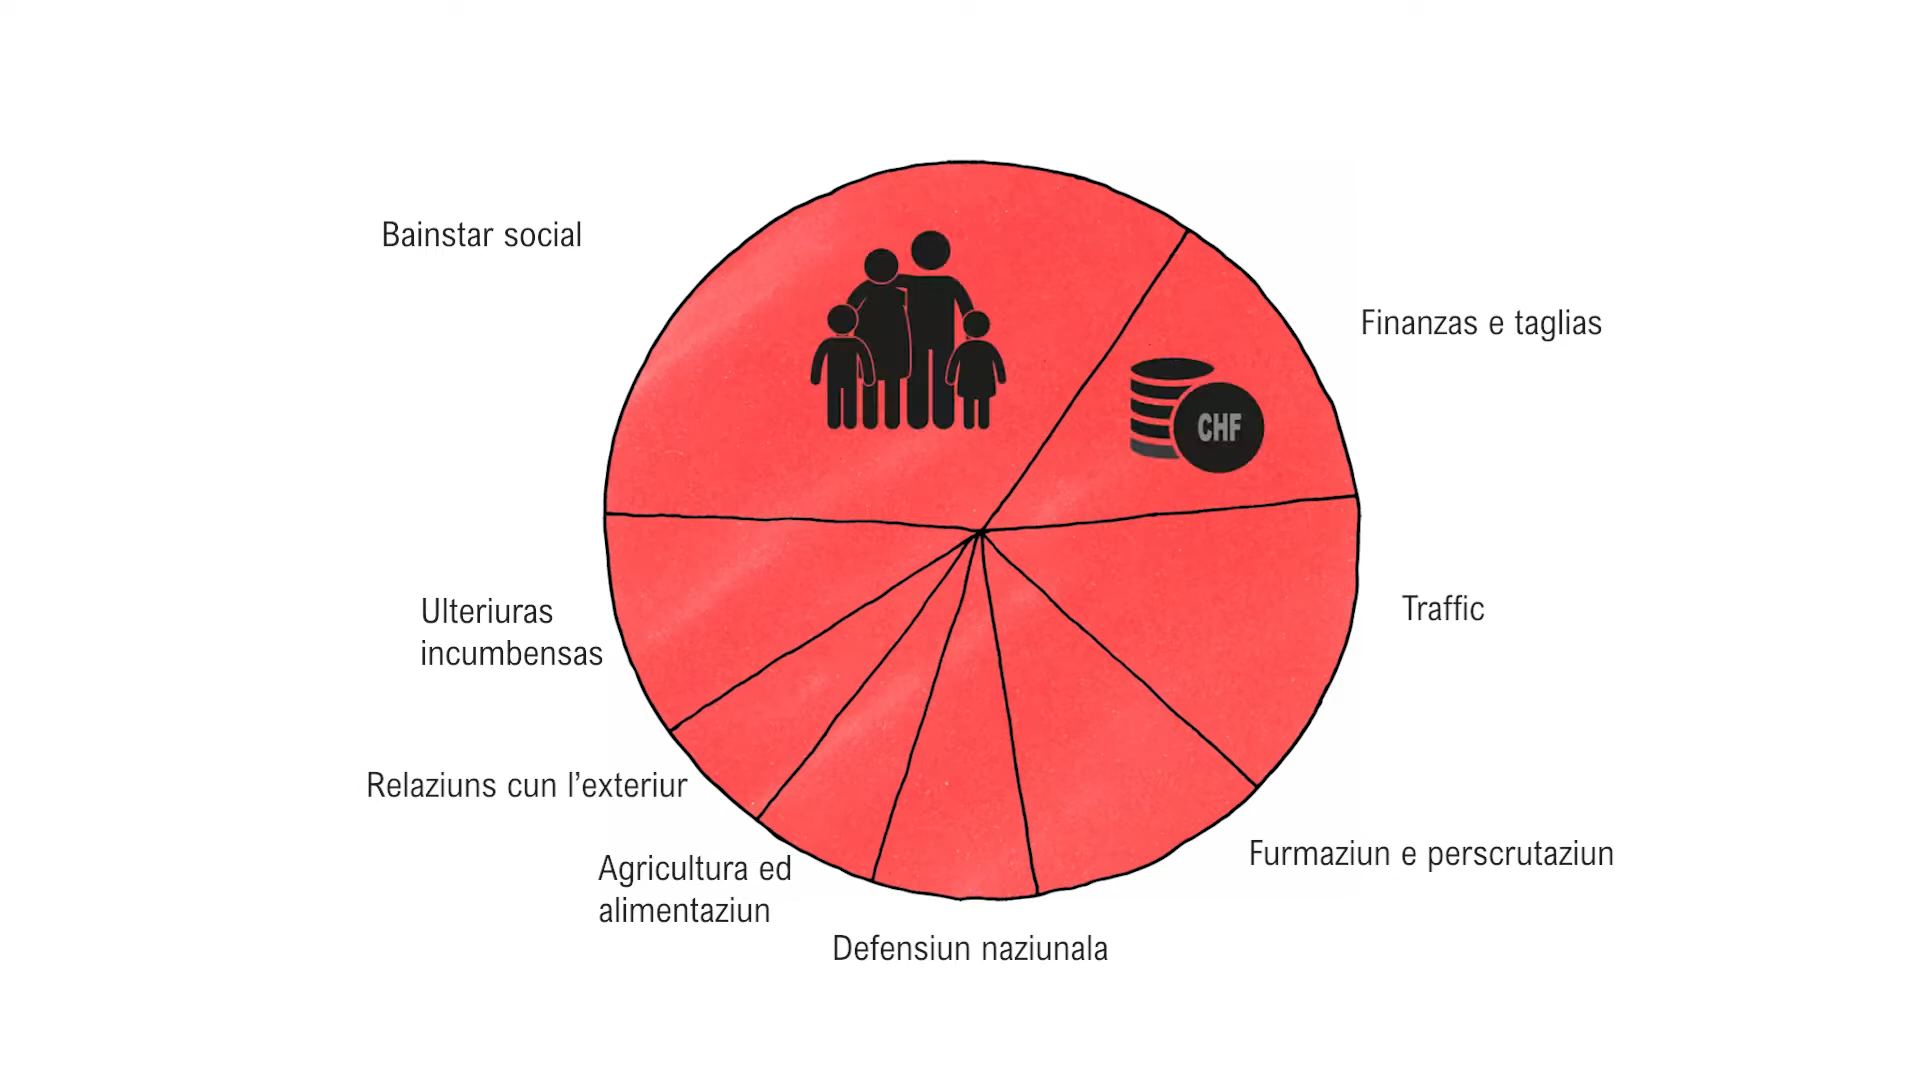 Bainstar social
Finanzas e taglias
CHF
Traffic
Ulteriuras
incumbensas
Relaziuns cun l’exteriur
Furmaziun e perscrutaziun
Agricultura ed
alimentaziun
Defensiun naziunala